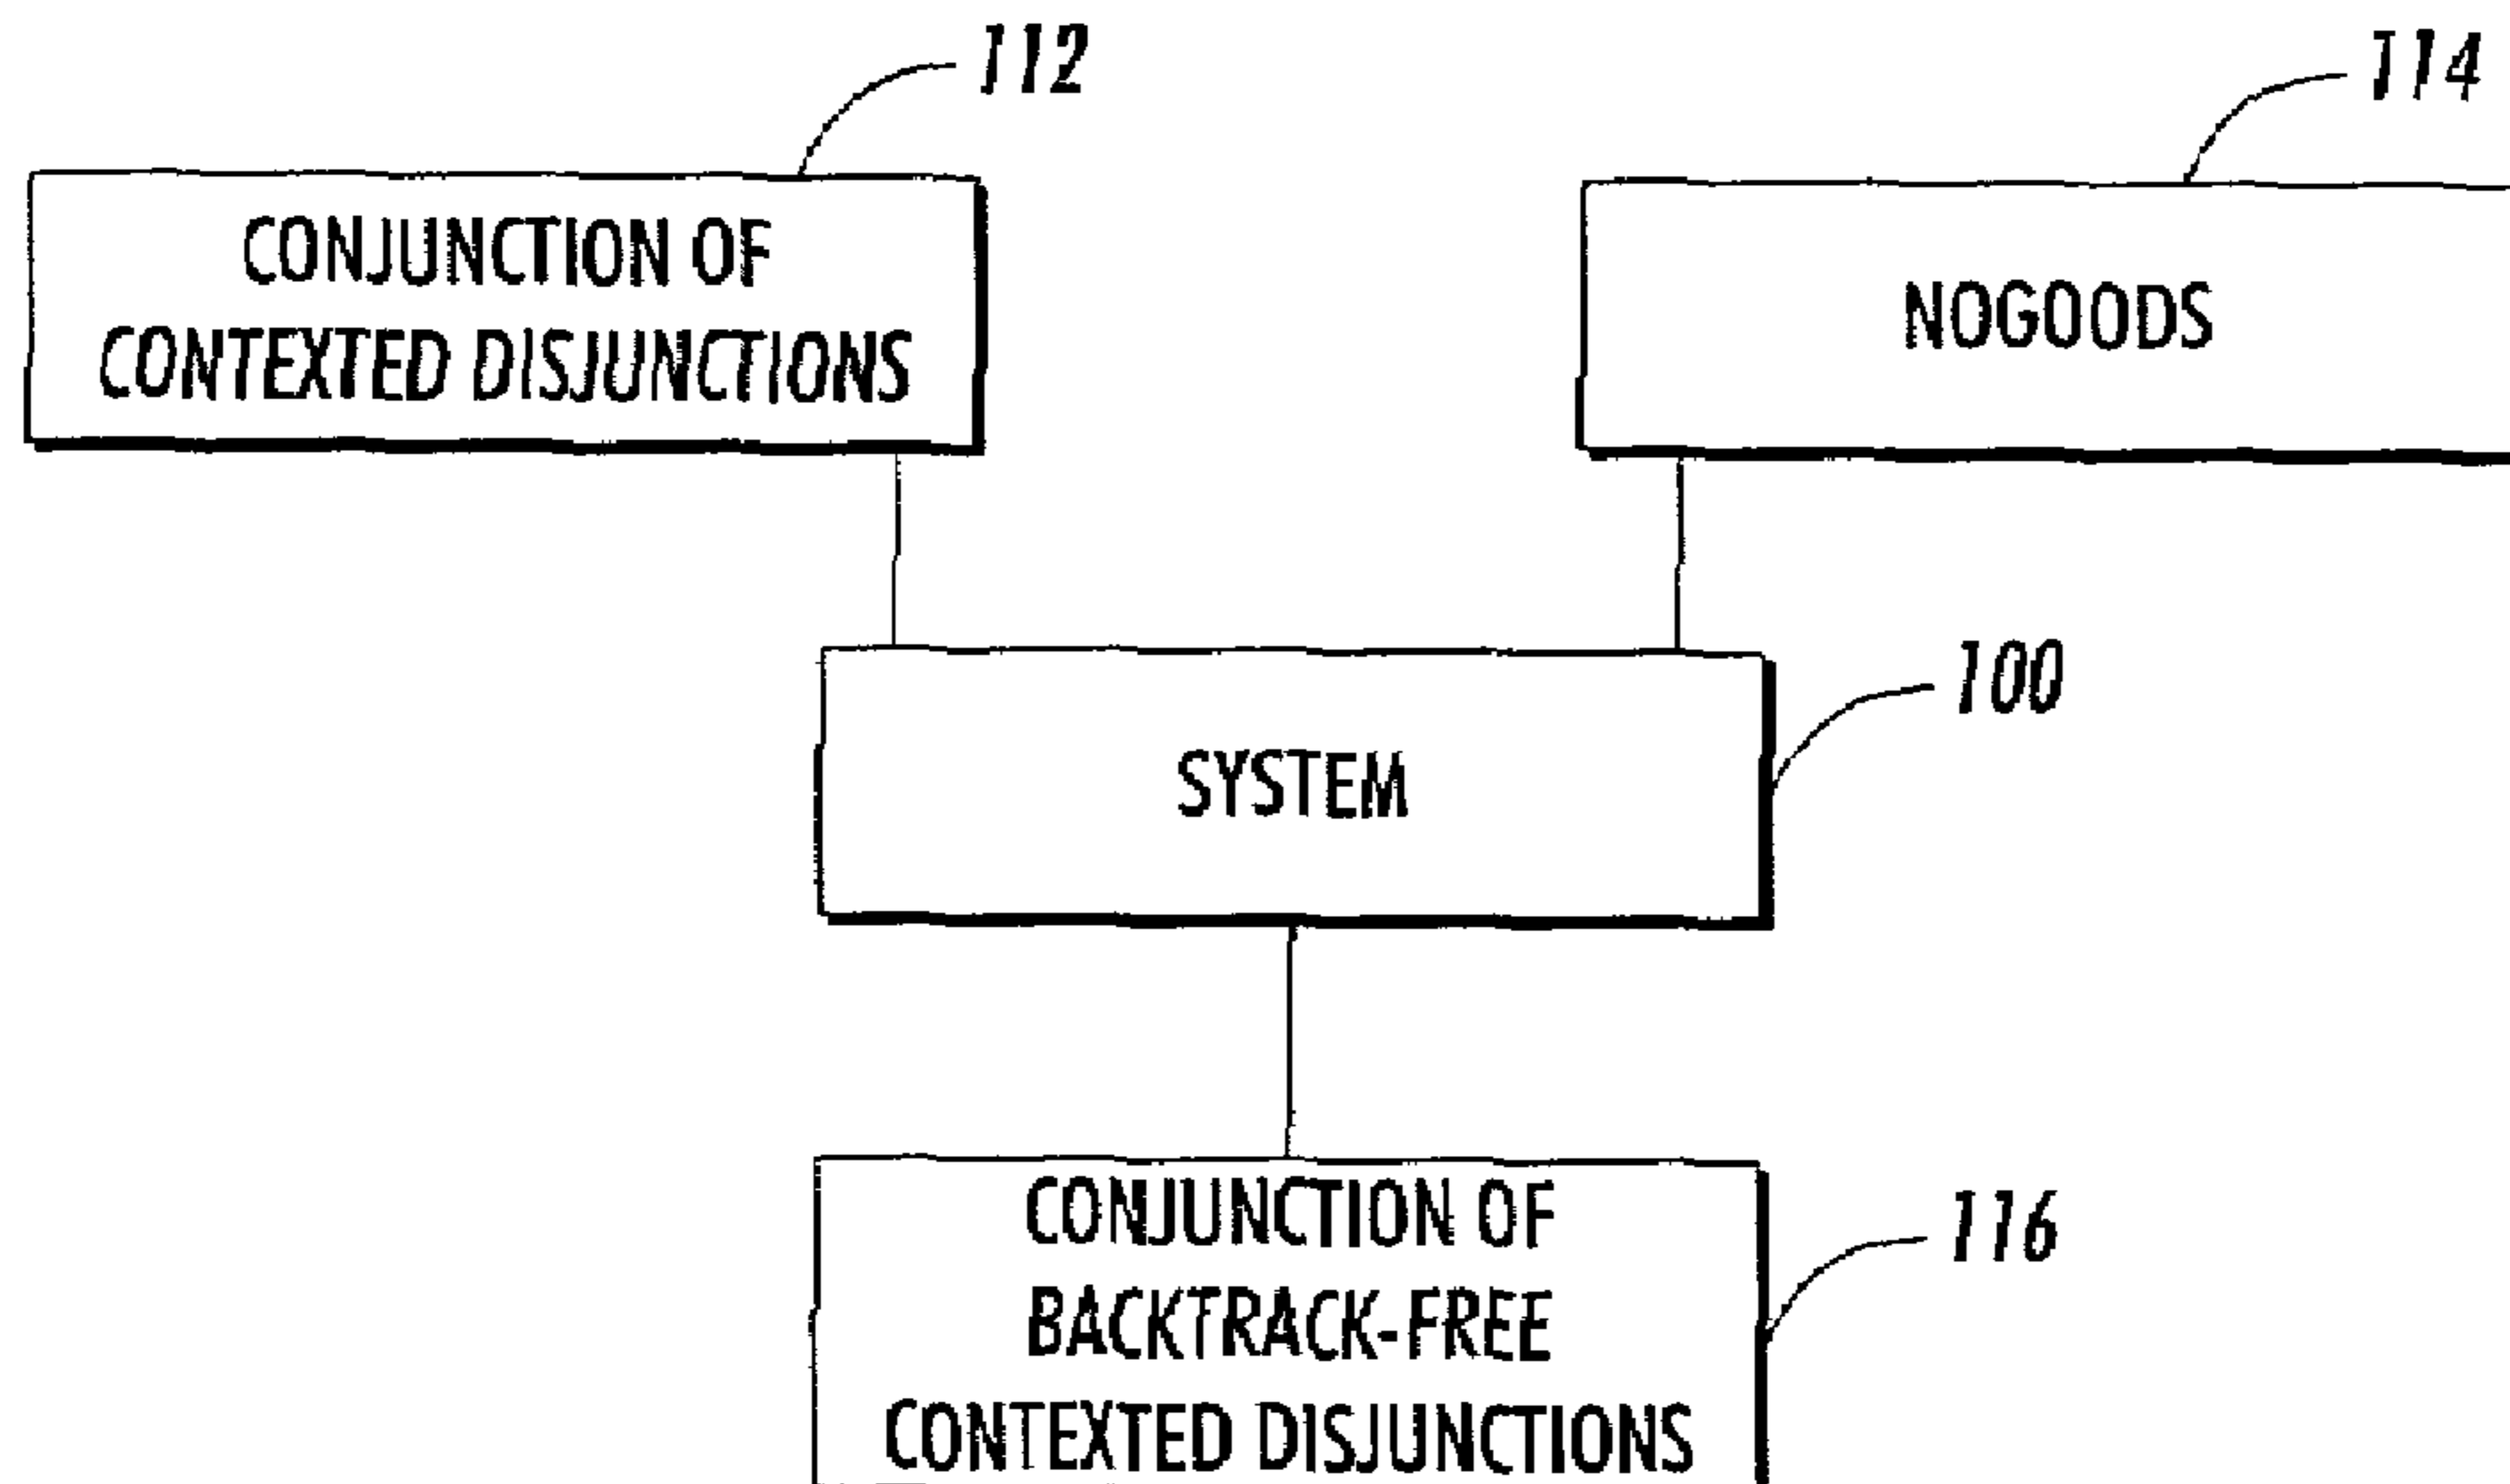 112
114
CONJUNCTION OF
CONTEXTED DISJUNCTIONS
NOGOODS
100
SYSTEM
116
CONJUNCTION OF
BACKTRACK-FREE
CONTEXTED DISJUNCTIONS